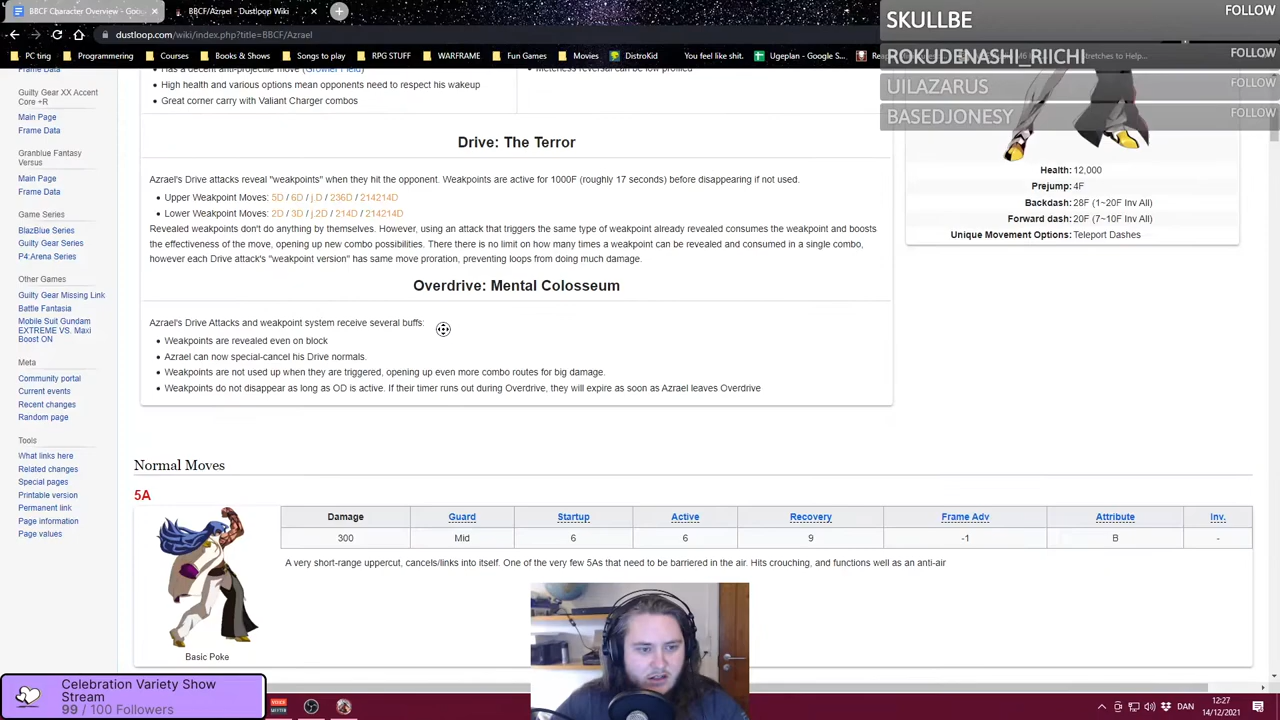 BBCF Character Overview - Goo
BBCF/Azrael - Dustloop Wiki
SKULLBE
FOLLOW
dustloop.com/wiki/index.php?title=BBCF/Azrael
PC ting
Programmering
Courses
Books & Shows
Songs to play
RPG STUFF
WARFRAME
Fun Games
Movies
DistroKid
You feel like shit.
Ugeplan - Google S...
ROKUDENASHI_RIICHI
FOLLOW
UILAZARUS
FOLLOW
BASEDJONESY
FOLLOW
Frame Data
Guilty Gear XX Accent
Core +R
Main Page
Frame Data
Granblue Fantasy
Versus
Main Page
Frame Data
Game Series
BlazBlue Series
Guilty Gear Series
P4:Arena Series
Other Games
Guilty Gear Missing Link
Battle Fantasia
Mobile Suit Gundam
EXTREME VS. Maxi
Boost ON
Meta
Community portal
Current events
Recent changes
Random page
Tools
What links here
Related changes
Special pages
Printable version
Permanent link
Page information
Page values
Has a decent anti-projectile move (Growler Field)
High health and various options mean opponents need to respect his wakeup
Great corner carry with Valiant Charger combos
Meterless reversal can be low profiled
Drive: The Terror
Azrael's Drive attacks reveal "weakpoints" when they hit the opponent. Weakpoints are active for 1000F (roughly 17 seconds) before disappearing if not used.
Upper Weakpoint Moves: 5D / 6D / j.D / 236D / 214214D
Lower Weakpoint Moves: 2D / 3D / j.2D / 214D / 214214D
Revealed weakpoints don't do anything by themselves. However, using an attack that triggers the same type of weakpoint already revealed consumes the weakpoint and boosts
the effectiveness of the move, opening up new combo possibilities. There there is no limit on how many times a weakpoint can be revealed and consumed in a single combo,
however each Drive attack's "weakpoint version" has same move proration, preventing loops from doing much damage.
Overdrive: Mental Colosseum
Azrael's Drive Attacks and weakpoint system receive several buffs:
Weakpoints are revealed even on block
Azrael can now special-cancel his Drive normals.
Weakpoints are not used up when they are triggered, opening up even more combo routes for big damage.
Weakpoints do not disappear as long as OD is active. If their timer runs out during Overdrive, they will expire as soon as Azrael leaves Overdrive
Health: 12,000
Prejump: 4F
Backdash: 28F (1~20F Inv All)
Forward dash: 20F (7~10F Inv All)
Unique Movement Options: Teleport Dashes
Normal Moves
5A
Damage Guard Startup Active Recovery Frame Adv Attribute Inv.
300 Mid 6 6 9 -1 B -
A very short-range uppercut, cancels/links into itself. One of the very few 5As that need to be barriered in the air. Hits crouching, and functions well as an anti-air
Basic Poke
Celebration Variety Show
Stream
99 / 100 Followers
DAN
12:27
14/12/2021